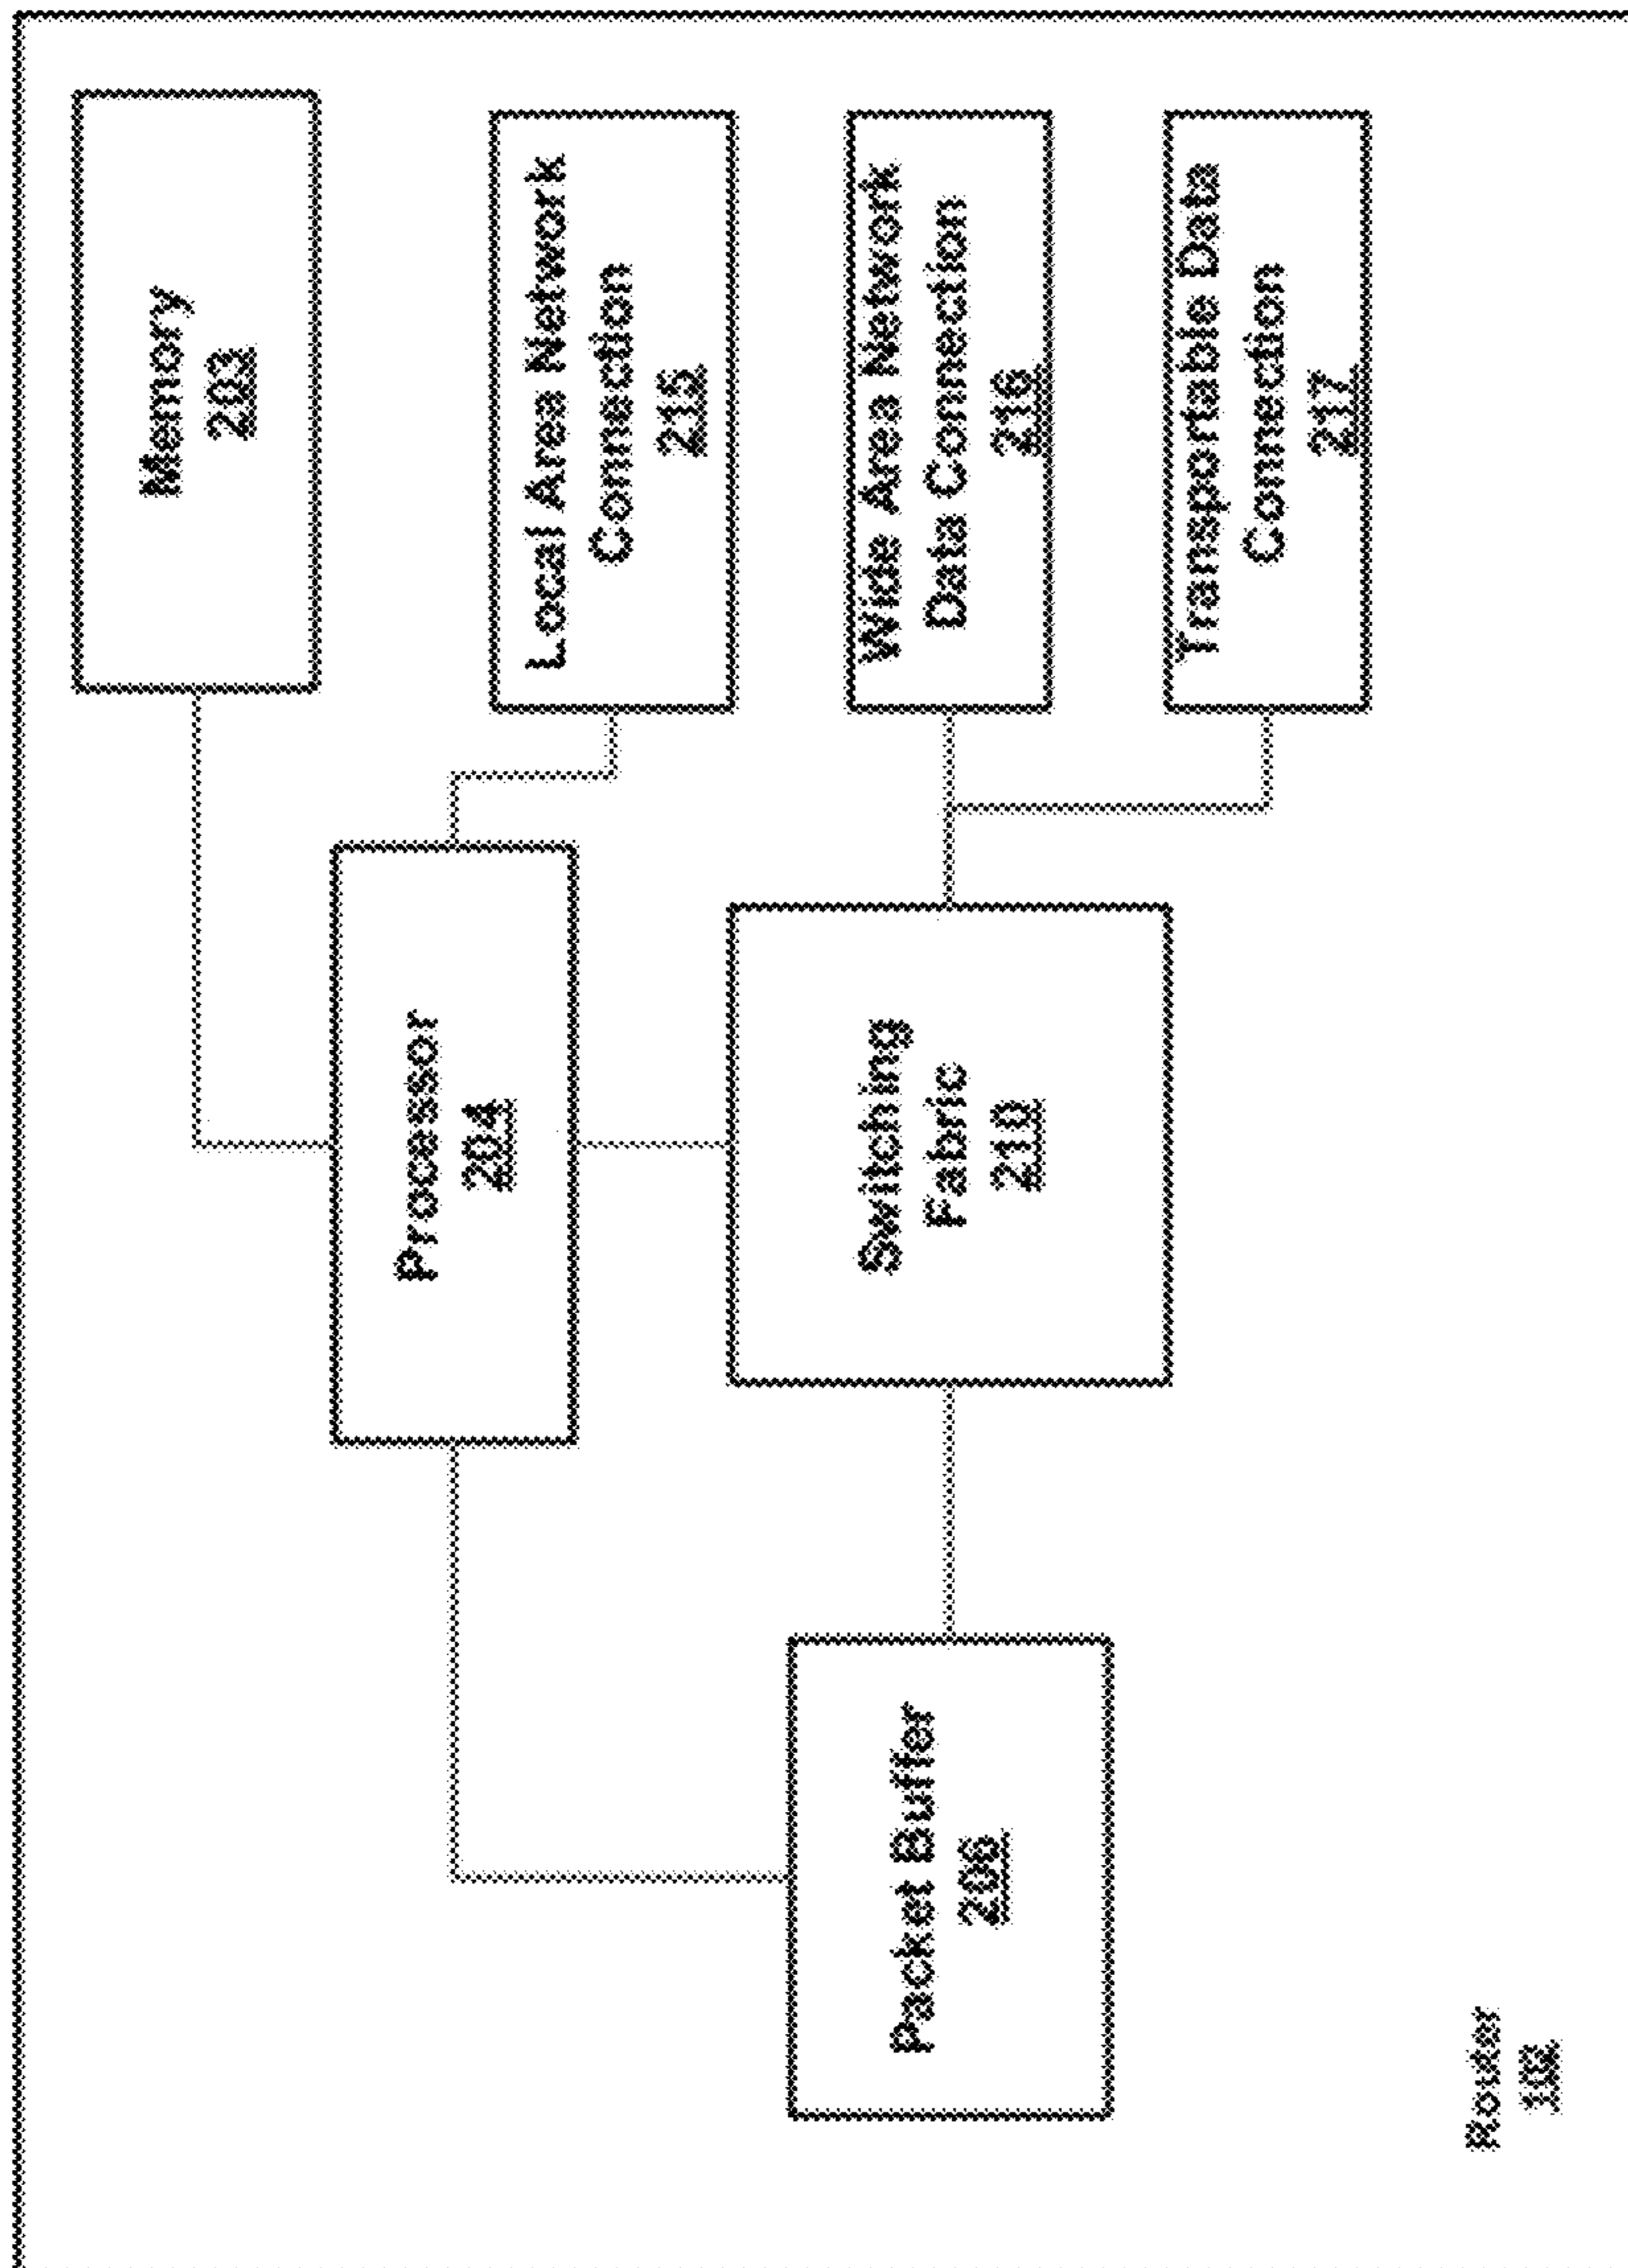 Memory
203
Processor
204
Local Area Network
Connection
215
Packet Buffer
206
Switching
Fabric
210
Wide Area Network
Data Connection
216
Transportable Data
Connection
217
Router